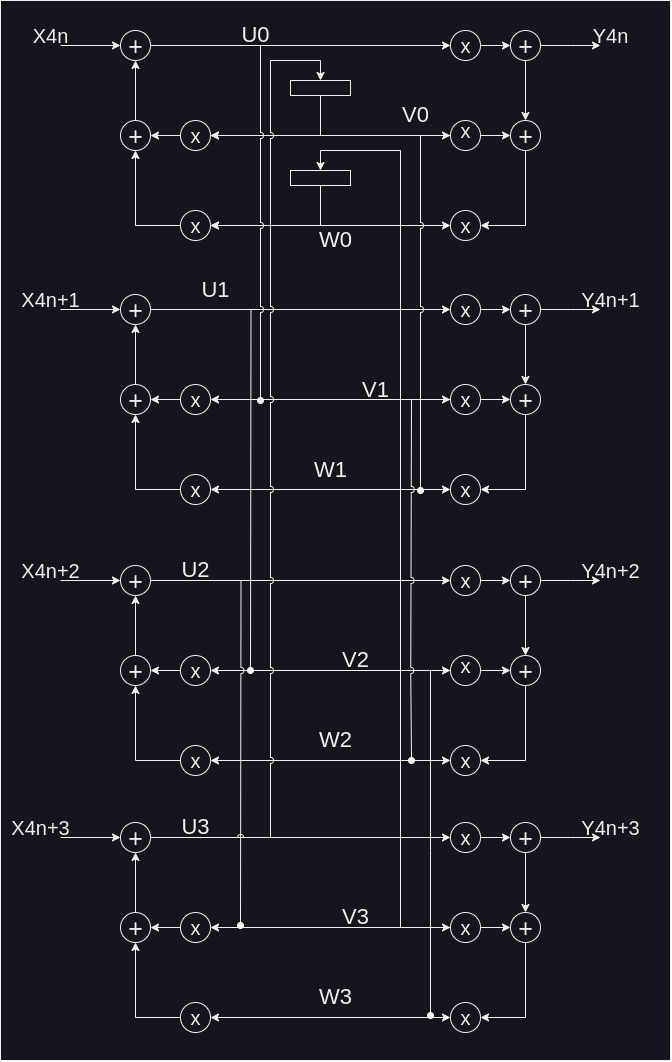 X4n + U0 x + Y4n
V0
+ x x +
x x
W0
X4n+1 + U1 x + Y4n+1
+ x V1 x +
x W1 x
X4n+2 + U2 x + Y4n+2
+ x V2 x +
x W2 x
X4n+3 + U3 x + Y4n+3
+ x V3 x +
x W3 x